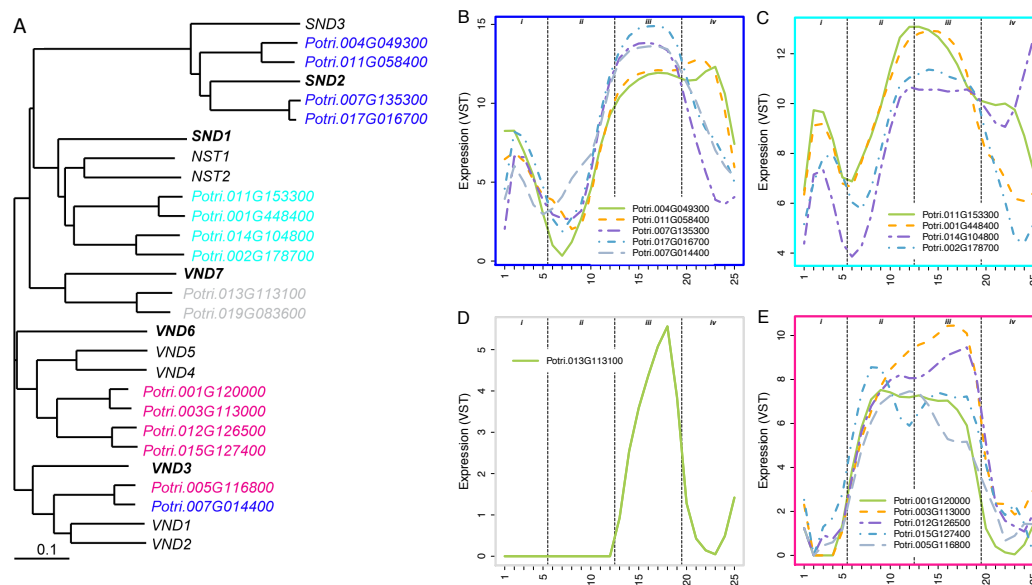 A
SND3
Potri.004G049300
Potri.011G058400
SND2
Potri.007G135300
Potri.017G016700
SND1
NST1
NST2
Potri.011G153300
Potri.001G448400
Potri.014G104800
Potri.002G178700
VND7
Potri.013G113100
Potri.019G083600
VND6
VND5
VND4
Potri.001G120000
Potri.003G113000
Potri.012G126500
Potri.015G127400
VND3
Potri.005G116800
Potri.007G014400
VND1
VND2
0.1
B
i ii iii iv
Expression (VST)
15
10
5
0
Potri.004G049300
Potri.011G058400
Potri.007G135300
Potri.017G016700
Potri.007G014400
1 5 10 15 20 25
C
i ii iii iv
Expression (VST)
12
10
8
6
4
Potri.011G153300
Potri.001G448400
Potri.014G104800
Potri.002G178700
1 5 10 15 20 25
D
i ii iii iv
Expression (VST)
5
4
3
2
1
0
Potri.013G113100
1 5 10 15 20 25
E
i ii iii iv
Expression (VST)
10
8
6
4
2
0
Potri.001G120000
Potri.003G113000
Potri.012G126500
Potri.015G127400
Potri.005G116800
1 5 10 15 20 25